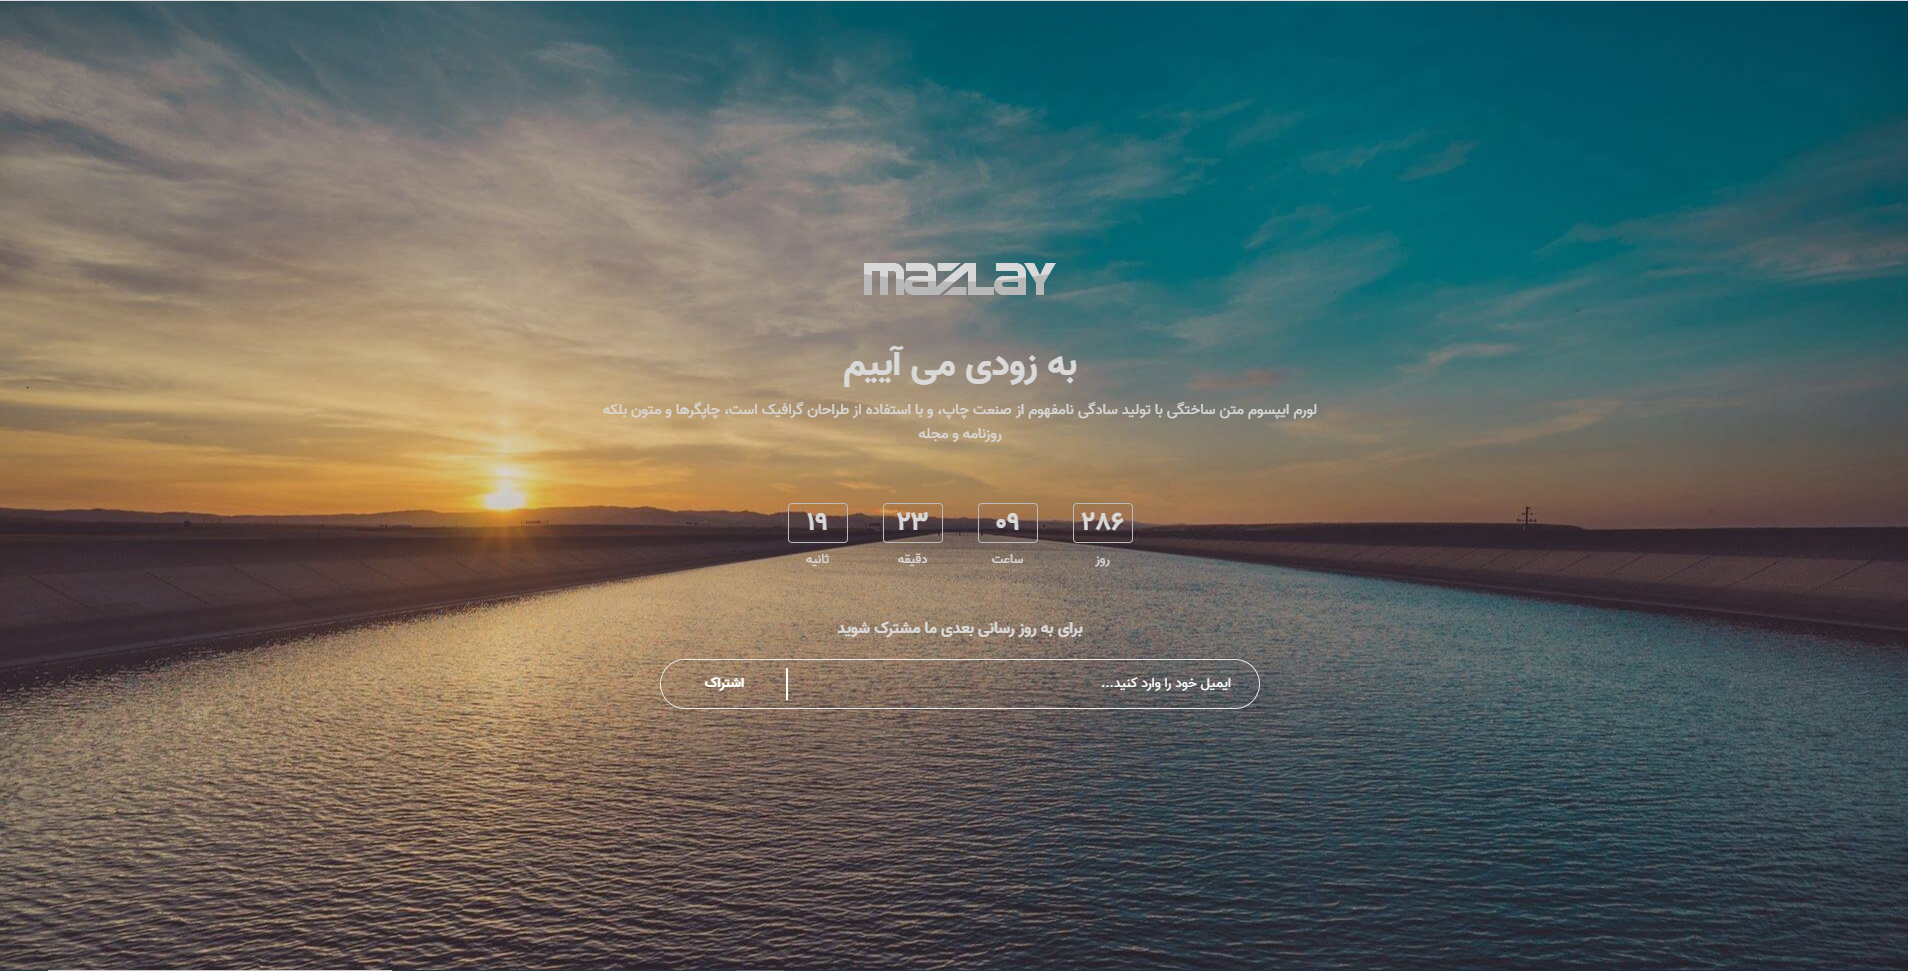 mazlay
به زودی می آییم
لورم ایپسوم متن ساختگی با تولید سادگی نامفهوم از صنعت چاپ، و با استفاده از طراحان گرافیک است، چاپگرها و متون بلکه
روزنامه و مجله
۲۸۶ ۰۹ ۲۳ ۱۹
روز ساعت دقیقه ثانیه
برای به روز رسانی بعدی ما مشترک شوید
ایمیل خود را وارد کنید... اشتراک